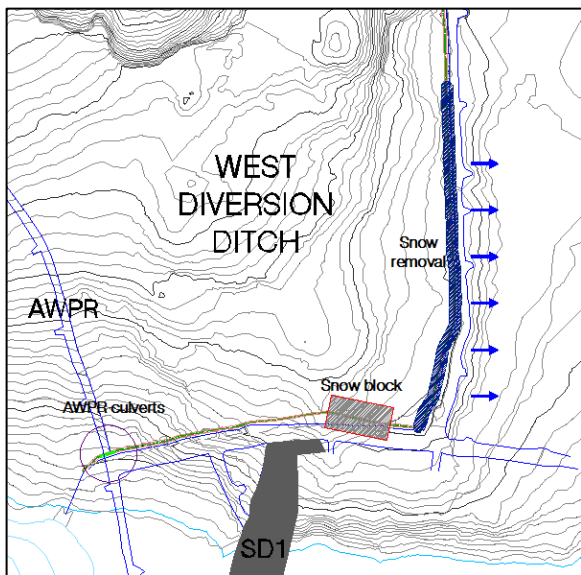 WEST
DIVERSION
DITCH
Snow
removal
AWPR
Snow block
AWPR culverts
SD1